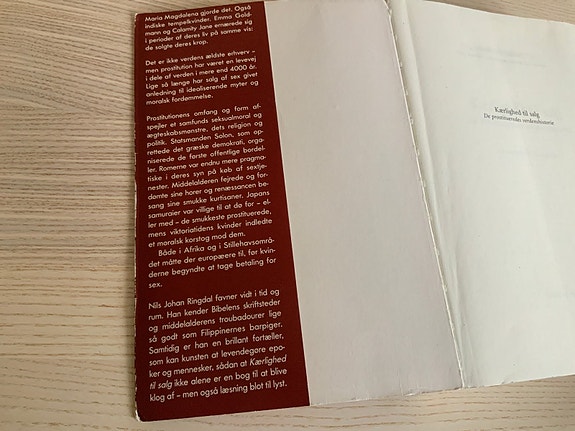 Maria Magdalena gjorde det. Også
indiske tempelkvinder. Emma Gold-
mann og Calamity Jane ernærede sig
i perioder af deres liv på samme vis:
de solgte deres krop.
Det er ikke verdens ældste erhverv –
men prostitution har været en levevej
i dele af verden i mere end 4000 år.
Lige så længe har salg af sex givet
anledning til idealiserende myter og
moralsk fordømmelse.
Prostitutionens omfang og form af-
spejler et samfunds seksualmoral og
ægteskabsmønstre, dets religion og
politik. Statsmanden Solon, som op-
rettede det græske demokrati, orga-
niserede de første offentlige bordel-
ler. Romerne var endnu mere pragma-
tiske i deres syn på køb af sextje-
nester. Middelalderen fejrede og for-
dømte sine horer og renæssancen be-
sang sine smukke kurtisaner. Japans
samuraier var villige til at dø for – el-
ler med – de smukkeste prostituerede,
mens victoriatidens kvinder indledte
et moralsk korstog mod dem.
Både i Afrika og i Stillehavsområ-
det måtte der europæere til, før kvin-
derne begyndte at tage betaling for
sex.
Nils Johan Ringdal favner vidt i tid og
rum. Han kender Bibelens skriftsteder
og middelalderens troubadourer lige
så godt som Filippinernes barpiger.
Samtidig er han en brillant fortæller,
som kan kunsten at levendegøre epo-
ker og mennesker, sådan at Kærlighed
til salg ikke alene er en bog til at blive
klog af – men også læsning blot til lyst.
Kærlighed til salg
De prostitueredes verdenshistorie